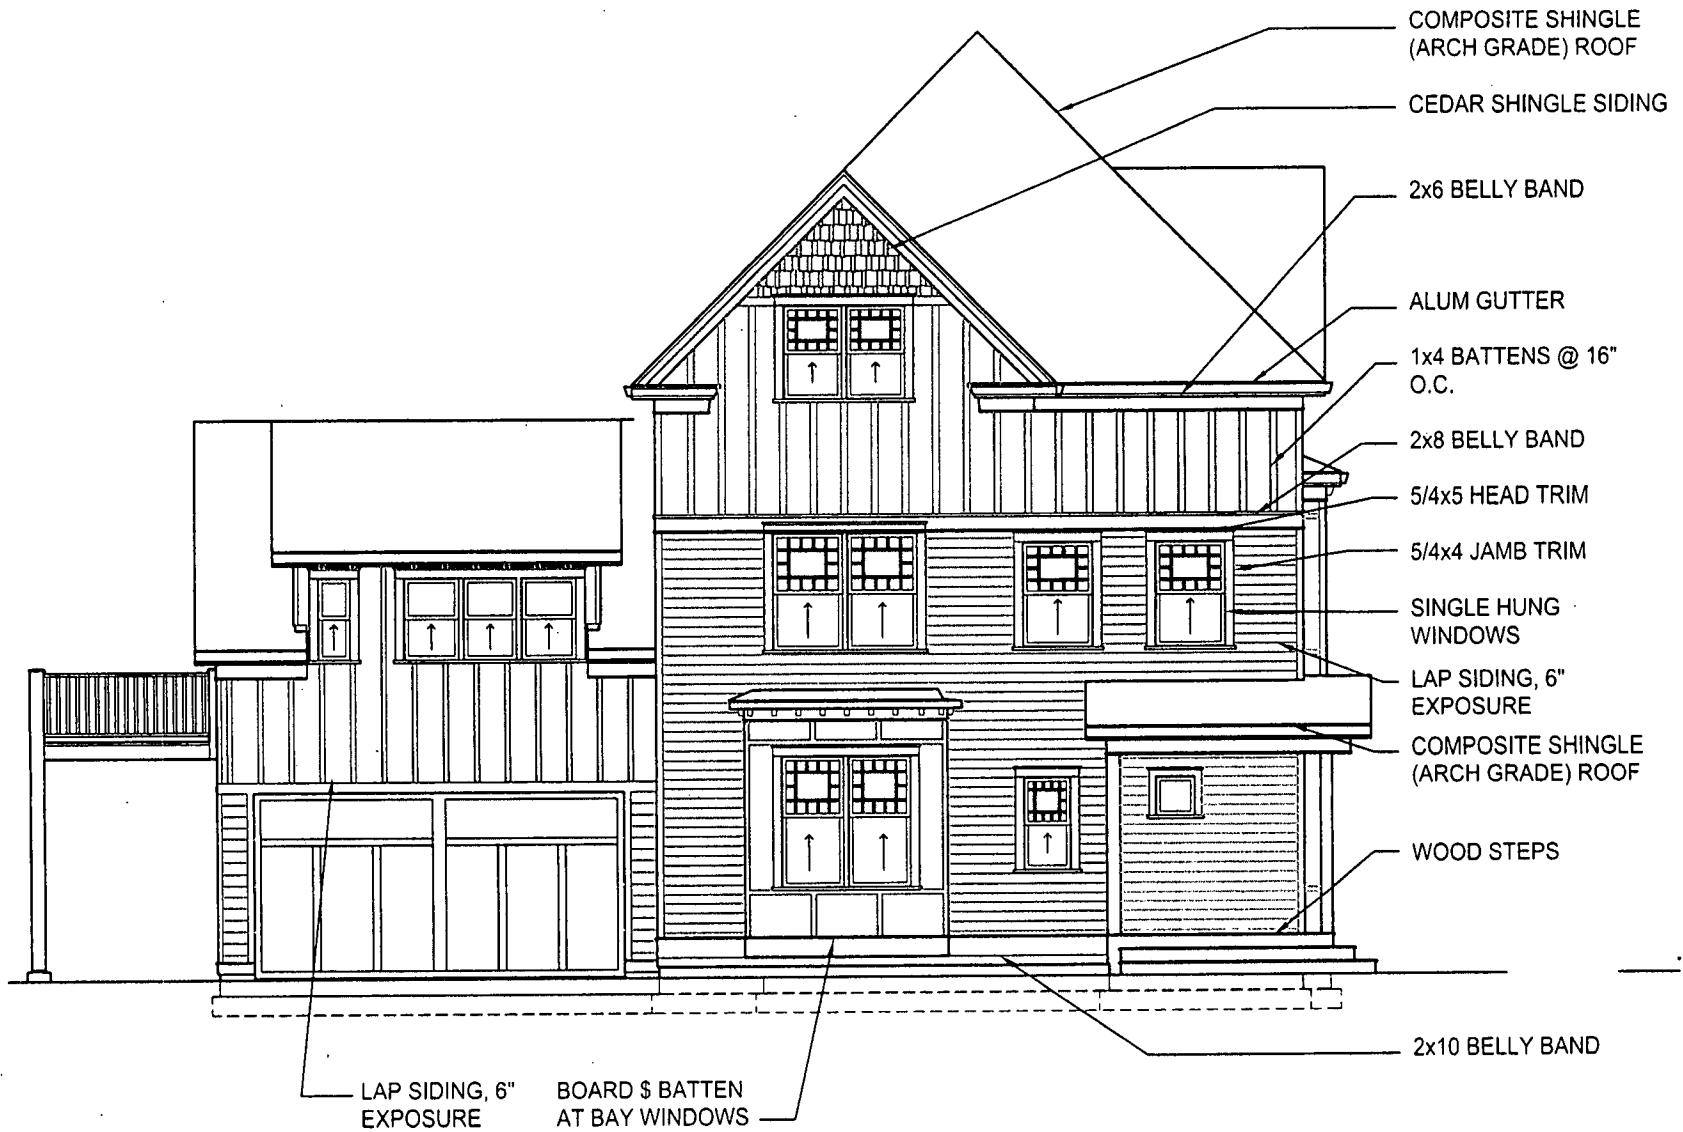 COMPOSITE SHINGLE
(ARCH GRADE) ROOF
CEDAR SHINGLE SIDING
2x6 BELLY BAND
ALUM GUTTER
1x4 BATTENS @ 16"
O.C.
2x8 BELLY BAND
5/4x5 HEAD TRIM
5/4x4 JAMB TRIM
SINGLE HUNG
WINDOWS
LAP SIDING, 6"
EXPOSURE
COMPOSITE SHINGLE
(ARCH GRADE) ROOF
WOOD STEPS
2x10 BELLY BAND
LAP SIDING, 6"
EXPOSURE
BOARD $ BATTEN
AT BAY WINDOWS